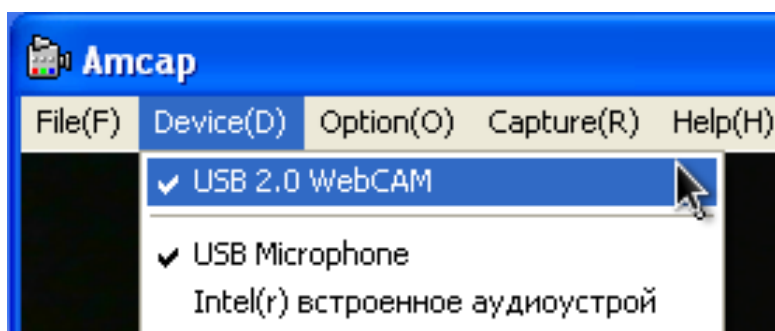 Amcap
File(F) Device(D) Option(O) Capture(R) Help(H)
USB 2.0 WebCAM
USB Microphone
Intel(r) встроенное аудиоустрой